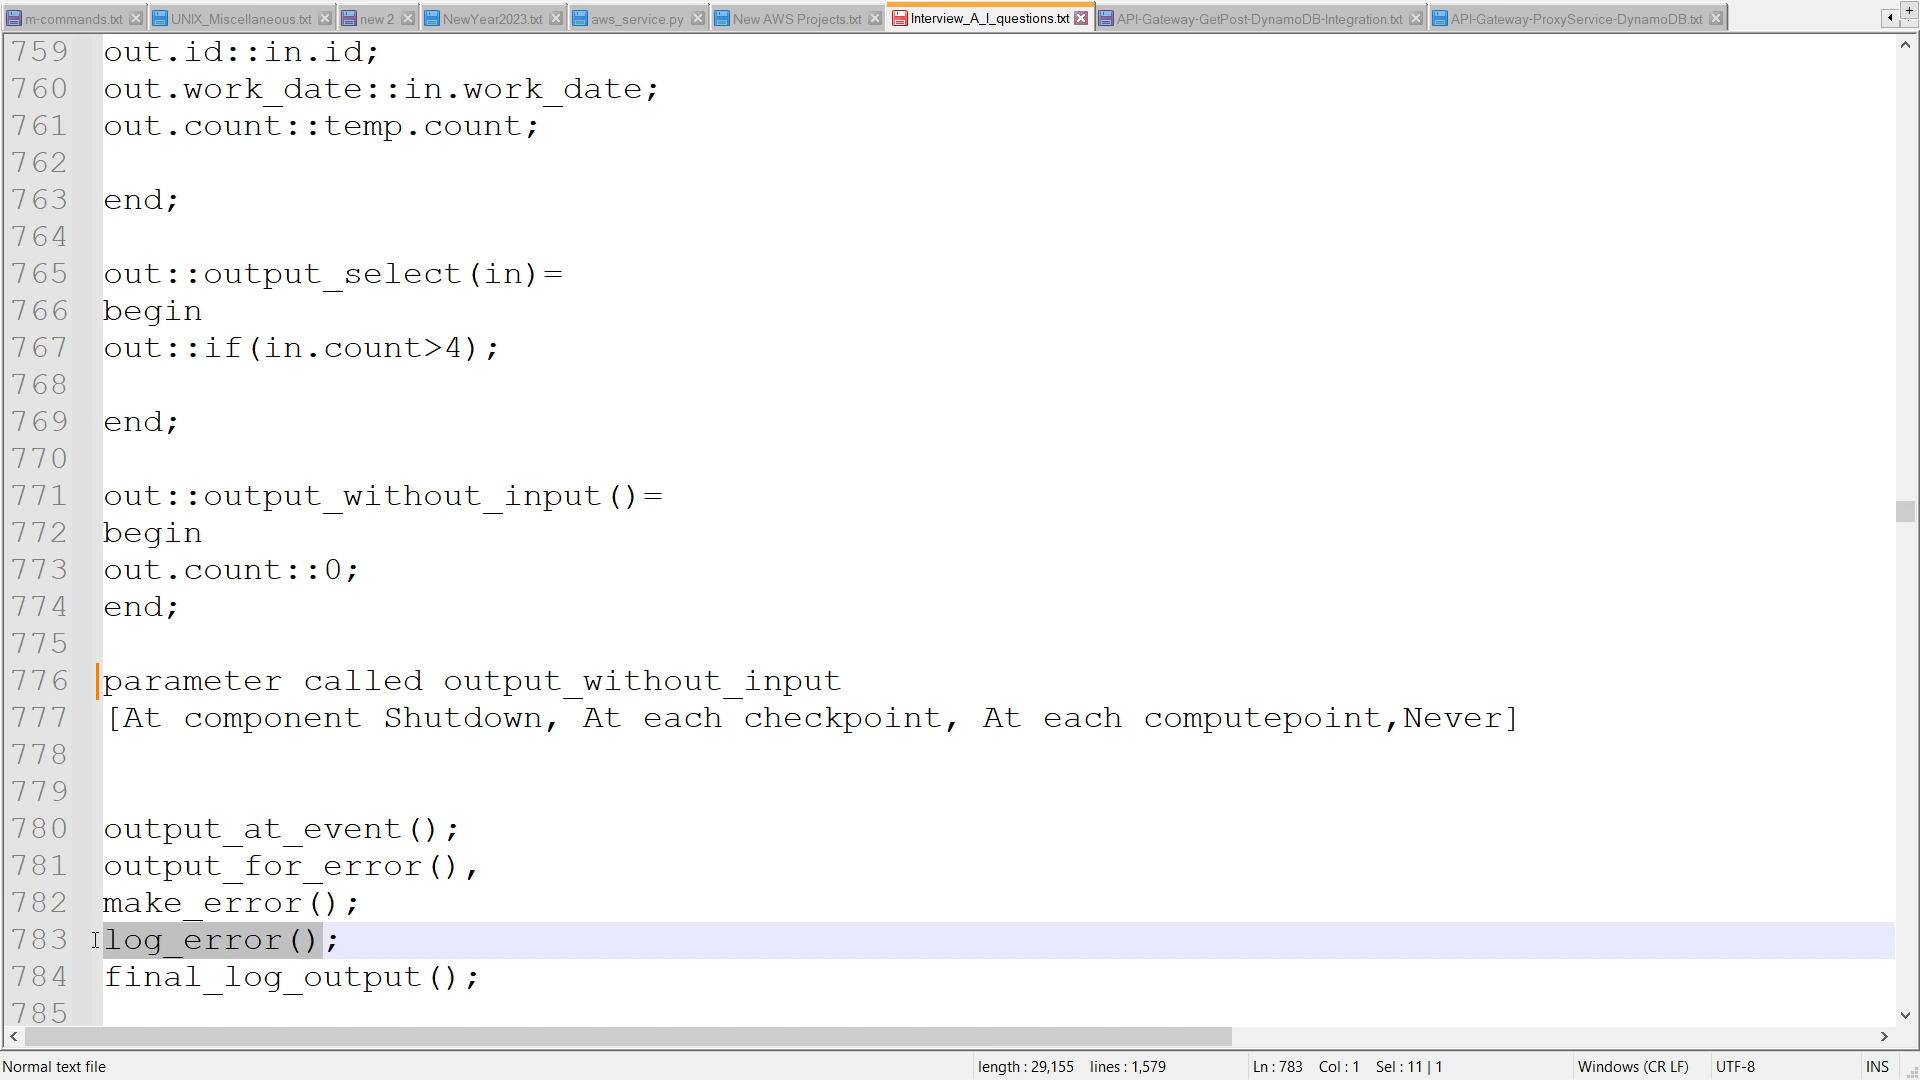 m-commands.txt UNIX_Miscellaneous.txt new 2 NewYear2023.txt aws_service.py New AWS Projects.txt Interview_A_I_questions.txt API-Gateway-GetPost-DynamoDB-Integration.txt API-Gateway-ProxyService-DynamoDB.txt
759 out.id::in.id;
760 out.work_date::in.work_date;
761 out.count::temp.count;
762
763 end;
764
765 out::output_select(in)=
766 begin
767 out::if(in.count>4);
768
769 end;
770
771 out::output_without_input()=
772 begin
773 out.count::0;
774 end;
775
776 parameter called output_without_input
777 [At component Shutdown, At each checkpoint, At each computepoint,Never]
778
779
780 output_at_event();
781 output_for_error(),
782 make_error();
783 log_error();
784 final_log_output();
785
Normal text file length : 29,155 lines : 1,579 Ln : 783 Col : 1 Sel : 11 | 1 Windows (CR LF) UTF-8 INS